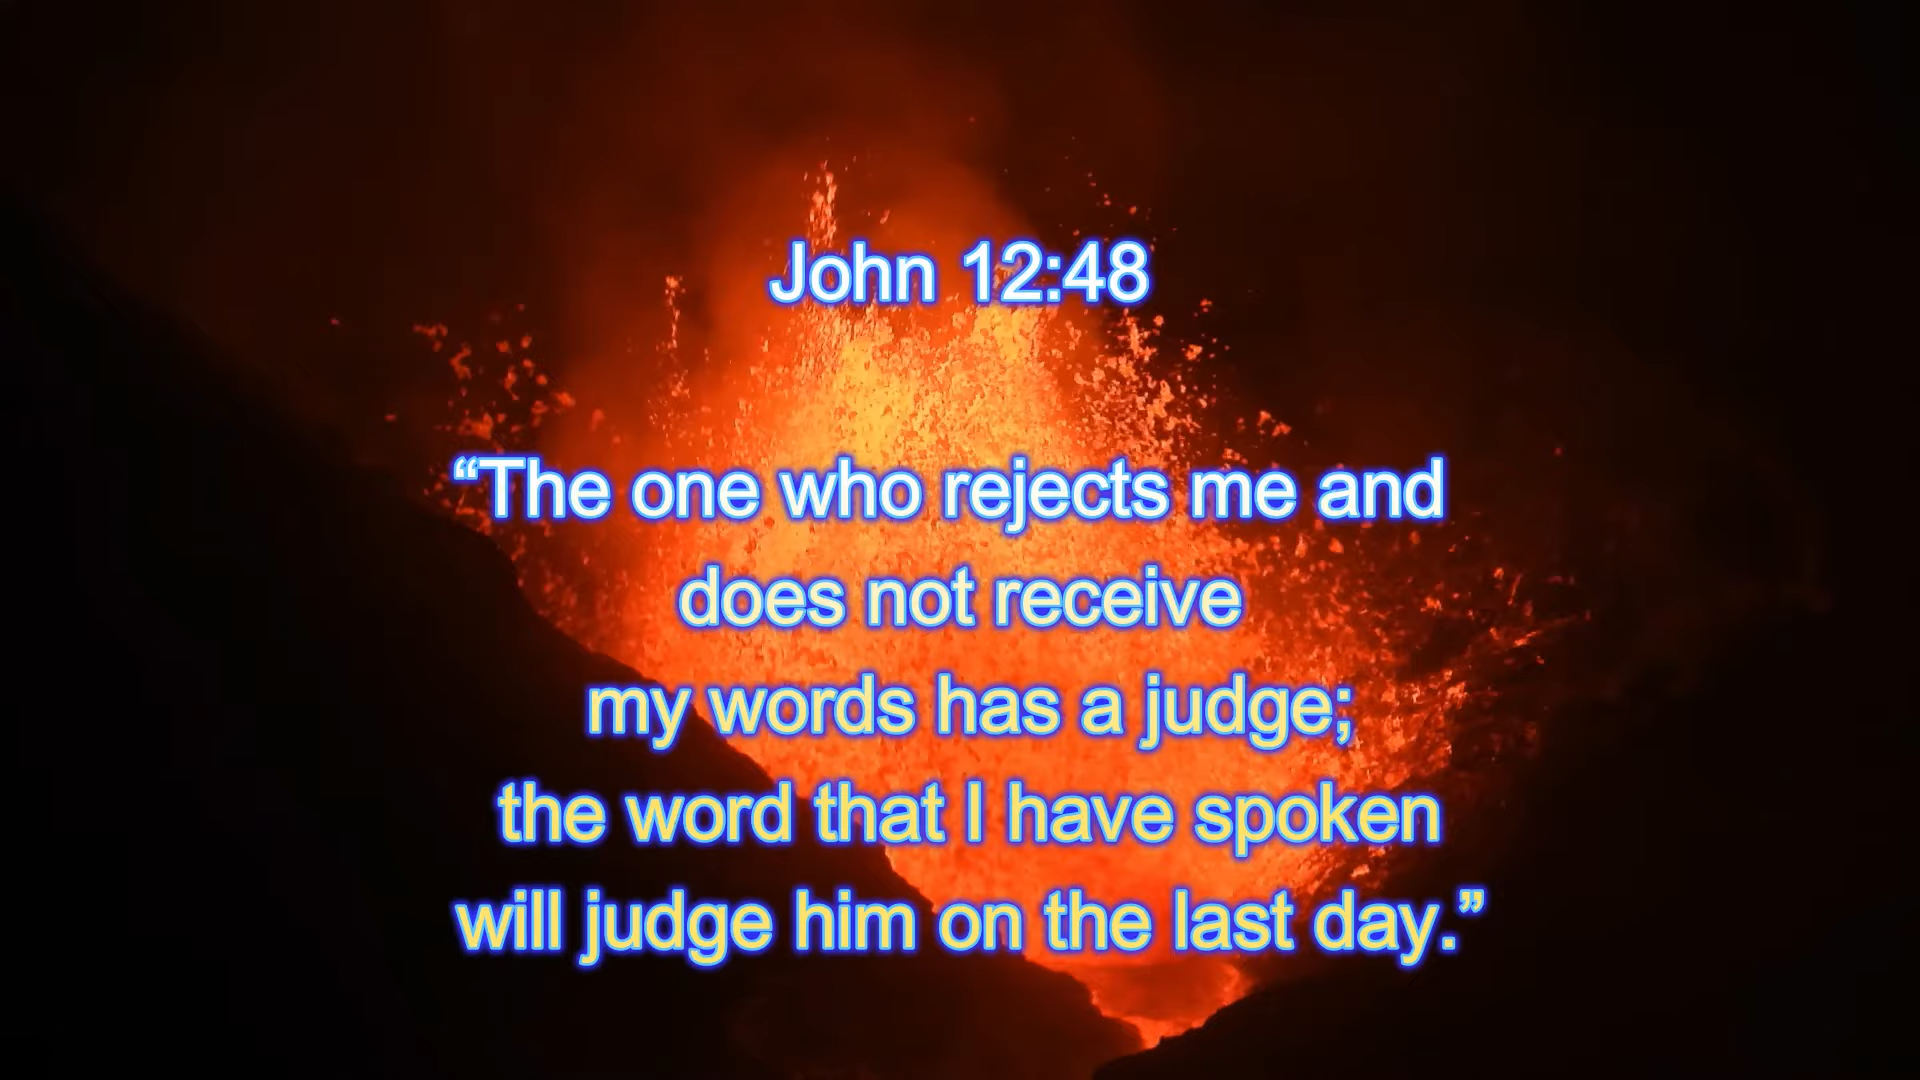 John 12:48
“The one who rejects me and
does not receive
my words has a judge;
the word that I have spoken
will judge him on the last day.”